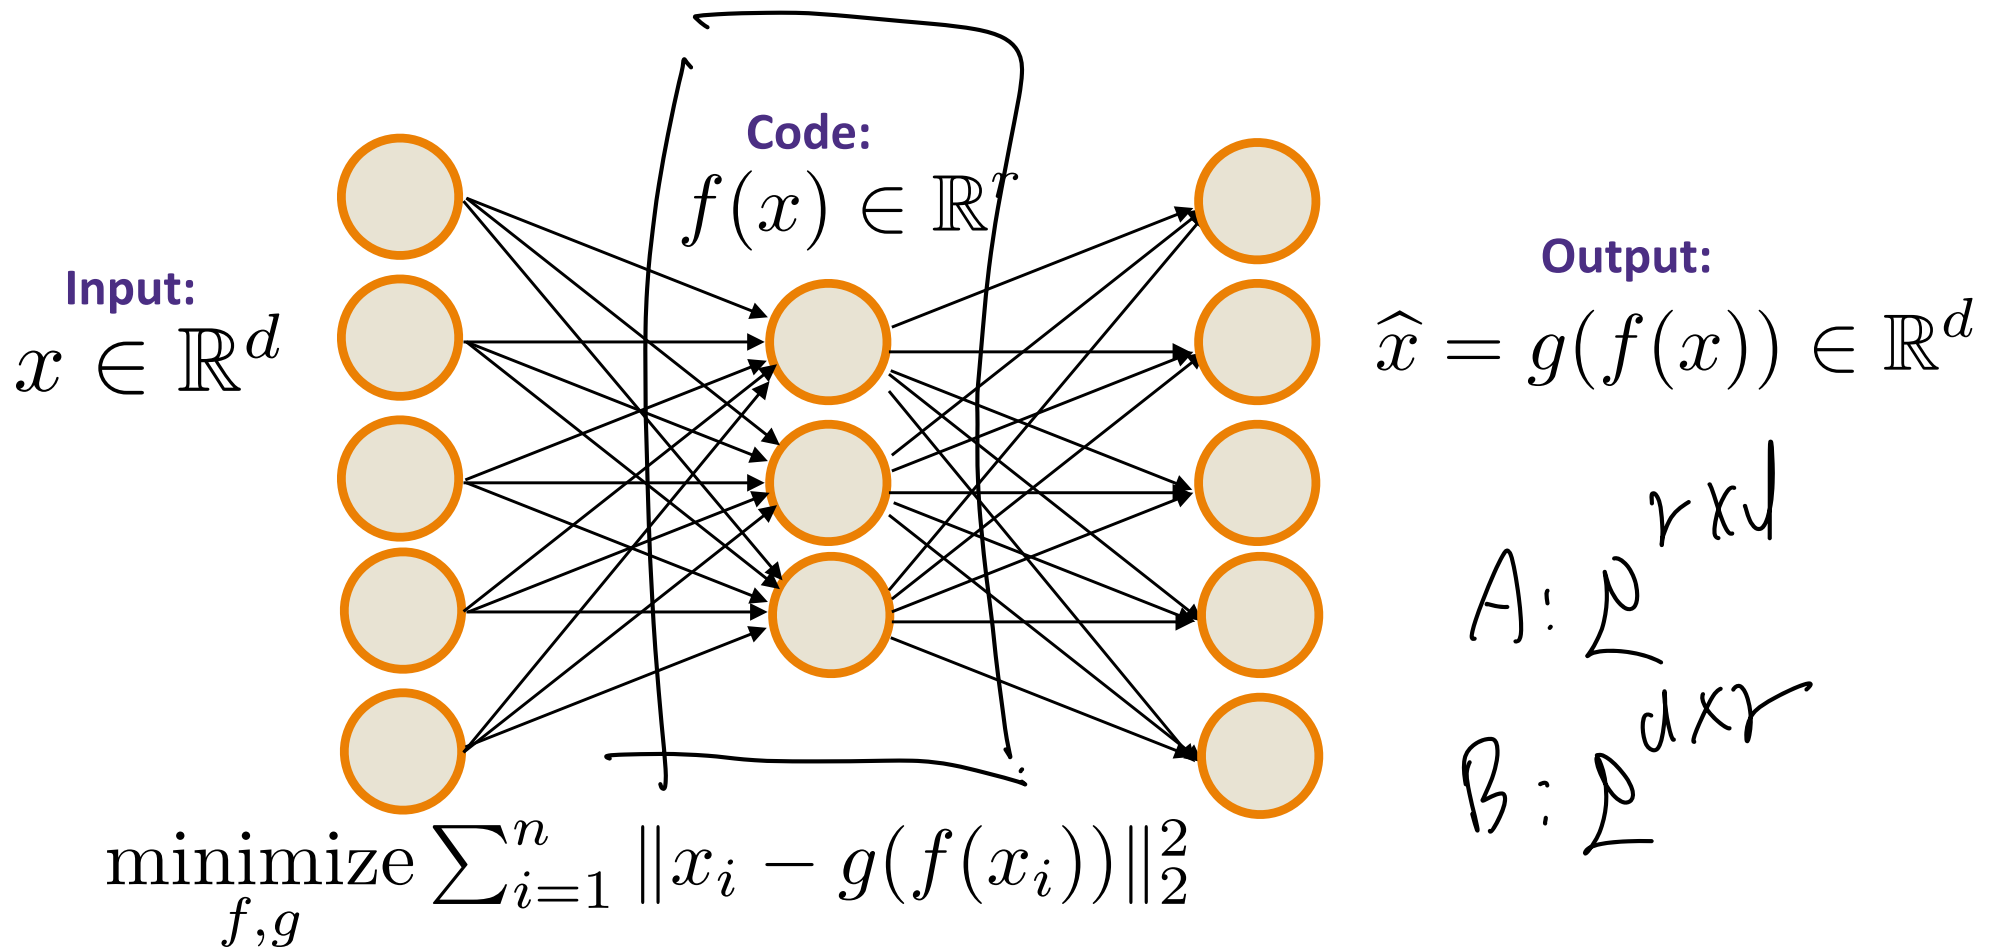 Code:
f(x) ∈ ℝ^r
Input:
x ∈ ℝ^d
Output:
x̂ = g(f(x)) ∈ ℝ^d
A: ℝ^{r×d}
B: ℝ^{d×r}
minimize_{f,g} ∑_{i=1}^{n} ‖x_i − g(f(x_i))‖_2^2